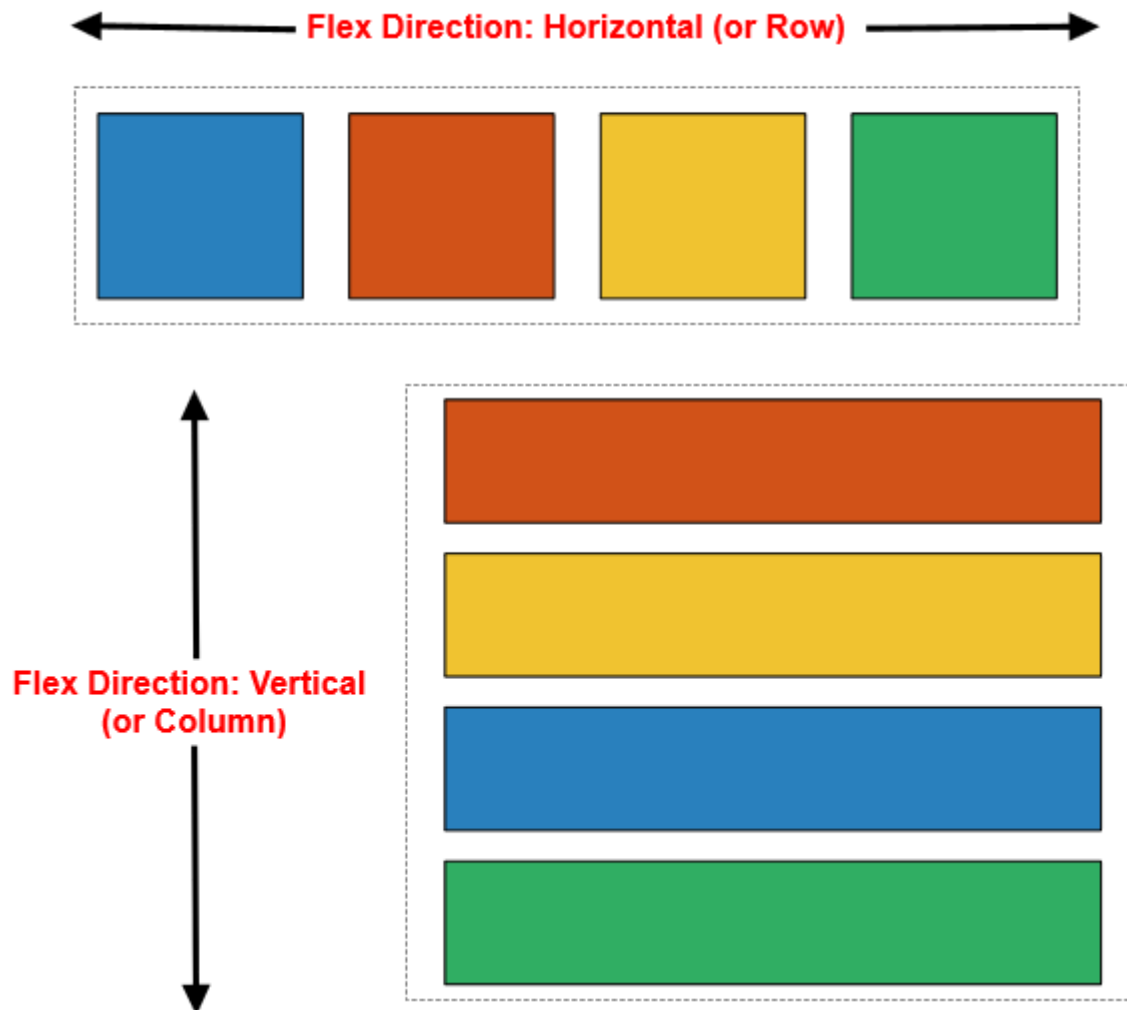 Flex Direction: Horizontal (or Row)
Flex Direction: Vertical
(or Column)